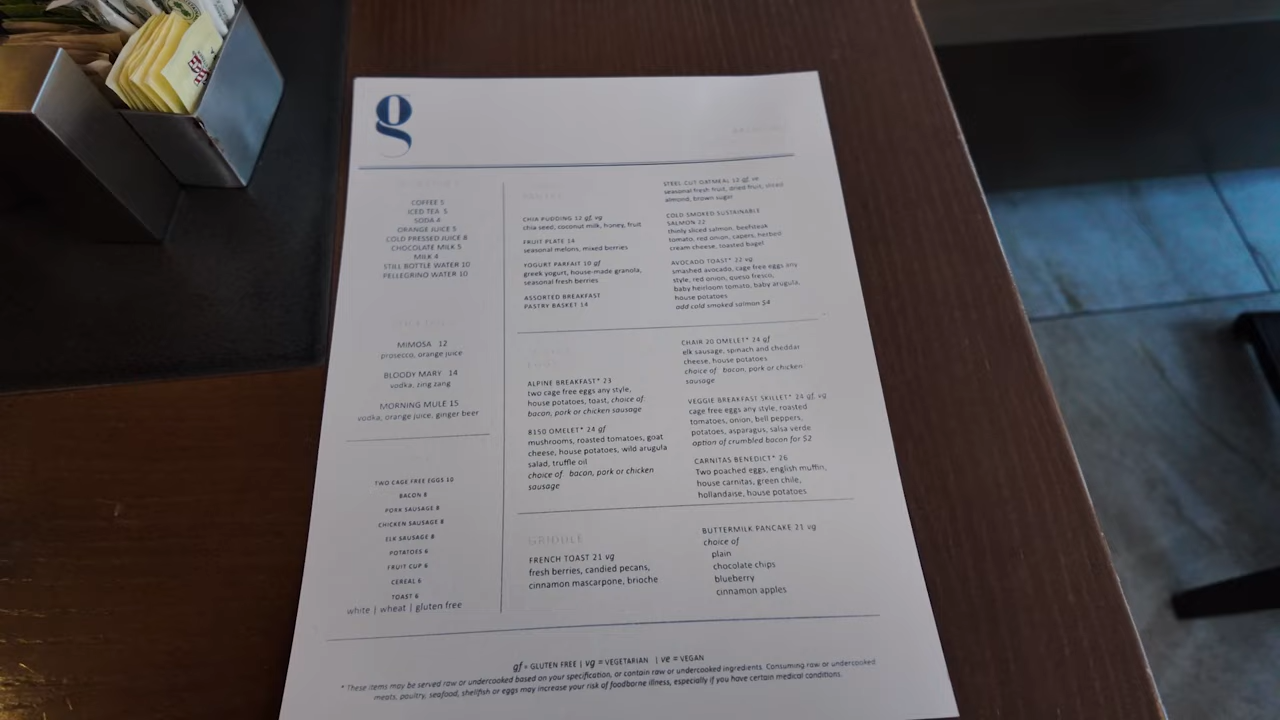 g
COFFEE 5
ICED TEA 5
SODA 4
ORANGE JUICE 5
COLD PRESSED JUICE 8
CHOCOLATE MILK 5
MILK 4
STILL BOTTLE WATER 10
PELLEGRINO WATER 10
MIMOSA 12
prosecco, orange juice
BLOODY MARY 14
vodka, zing zang
MORNING MULE 15
vodka, orange juice, ginger beer
TWO CAGE FREE EGGS 10
BACON 8
PORK SAUSAGE 8
CHICKEN SAUSAGE 8
ELK SAUSAGE 8
POTATOES 6
FRUIT CUP 6
CEREAL 6
TOAST 6
white | wheat | gluten free
CHIA PUDDING 12 gf, vg
chia seed, coconut milk, honey, fruit
FRUIT PLATE 14
seasonal melons, mixed berries
YOGURT PARFAIT 10 gf
greek yogurt, house-made granola,
seasonal fresh berries
ASSORTED BREAKFAST
PASTRY BASKET 14
STEEL CUT OATMEAL 12 gf, ve
seasonal fresh fruit, dried fruit, sliced
almond, brown sugar
COLD SMOKED SUSTAINABLE
SALMON 22
thinly sliced salmon, beefsteak
tomato, red onion, capers, herbed
cream cheese, toasted bagel
AVOCADO TOAST* 22 vg
smashed avocado, cage free eggs any
style, red onion, queso fresco,
baby heirloom tomato, baby arugula,
house potatoes
add cold smoked salmon $4
ALPINE BREAKFAST* 23
two cage free eggs any style,
house potatoes, toast, choice of:
bacon, pork or chicken sausage
8150 OMELET* 24 gf
mushrooms, roasted tomatoes, goat
cheese, house potatoes, wild arugula
salad, truffle oil
choice of bacon, pork or chicken
sausage
CHAIR 20 OMELET* 24 gf
elk sausage, spinach and cheddar
cheese, house potatoes
choice of: bacon, pork or chicken
sausage
VEGGIE BREAKFAST SKILLET* 24 gf, vg
cage free eggs any style, roasted
tomatoes, onion, bell peppers,
potatoes, asparagus, salsa verde
option of crumbled bacon for $2
CARNITAS BENEDICT* 26
Two poached eggs, english muffin,
house carnitas, green chile,
hollandaise, house potatoes
GRIDDLE
FRENCH TOAST 21 vg
fresh berries, candied pecans,
cinnamon mascarpone, brioche
BUTTERMILK PANCAKE 21 vg
choice of
plain
chocolate chips
blueberry
cinnamon apples
gf = GLUTEN FREE | vg = VEGETARIAN | ve = VEGAN
* These items may be served raw or undercooked based on your specification, or contain raw or undercooked ingredients. Consuming raw or undercooked
meats, poultry, seafood, shellfish or eggs may increase your risk of foodborne illness, especially if you have certain medical conditions.